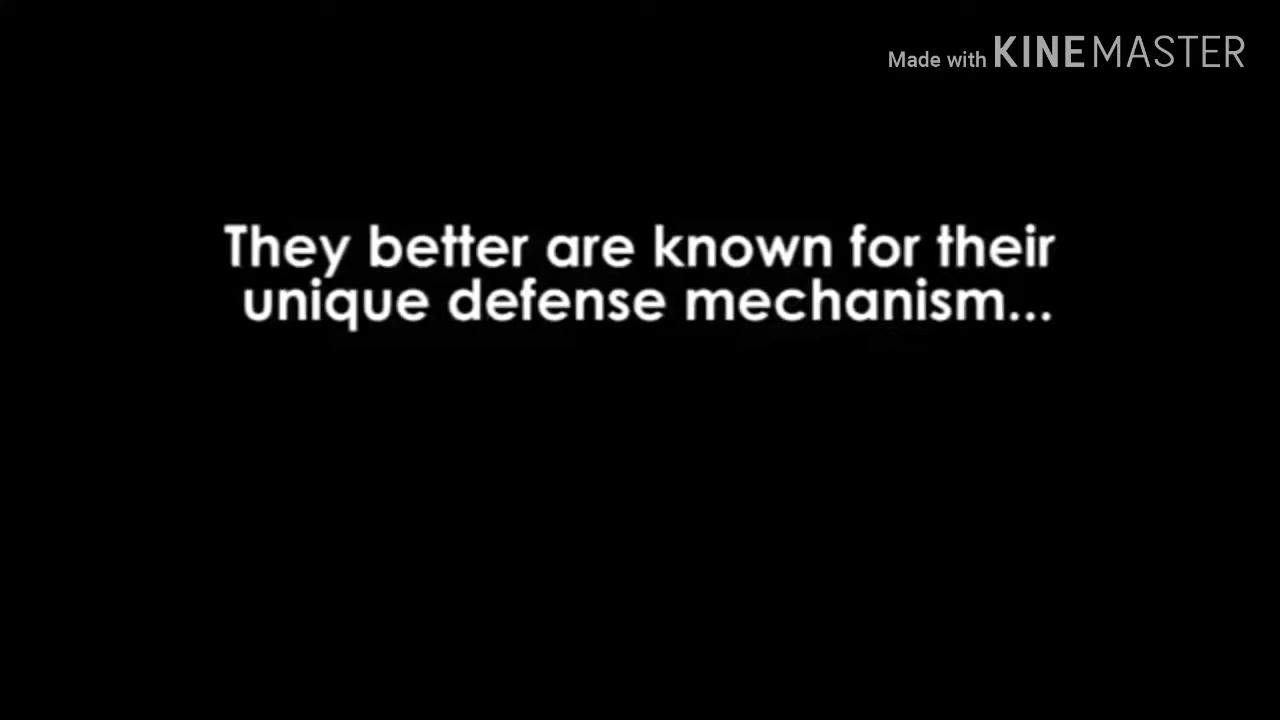 Made with KINEMASTER
They better are known for their
unique defense mechanism...